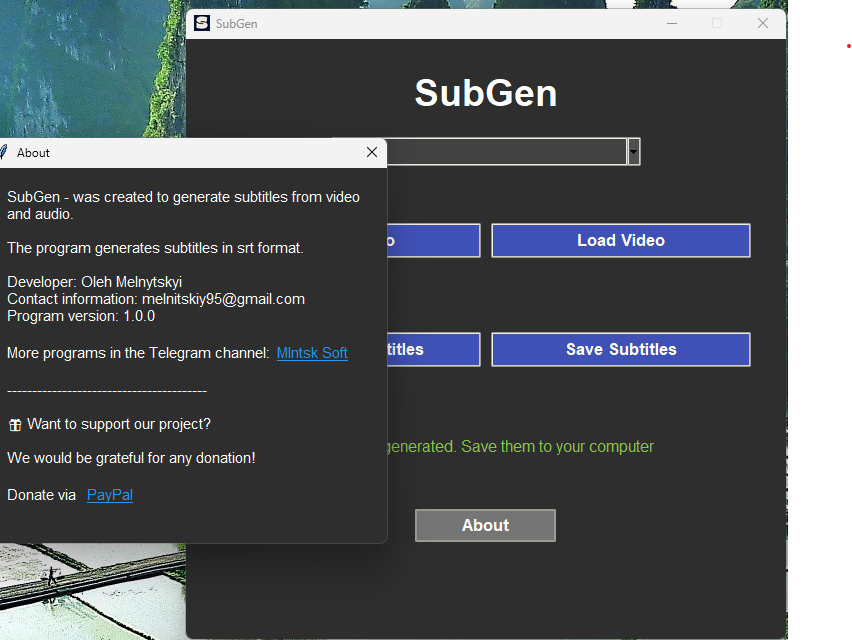 SubGen
SubGen
About
SubGen - was created to generate subtitles from video
and audio.
The program generates subtitles in srt format.
Developer: Oleh Melnytskyi
Contact information: melnitskiy95@gmail.com
Program version: 1.0.0
More programs in the Telegram channel: Mlntsk Soft
----------------------------------------
Want to support our project?
We would be grateful for any donation!
Donate via PayPal
Load Video
Save Subtitles
generated. Save them to your computer
About